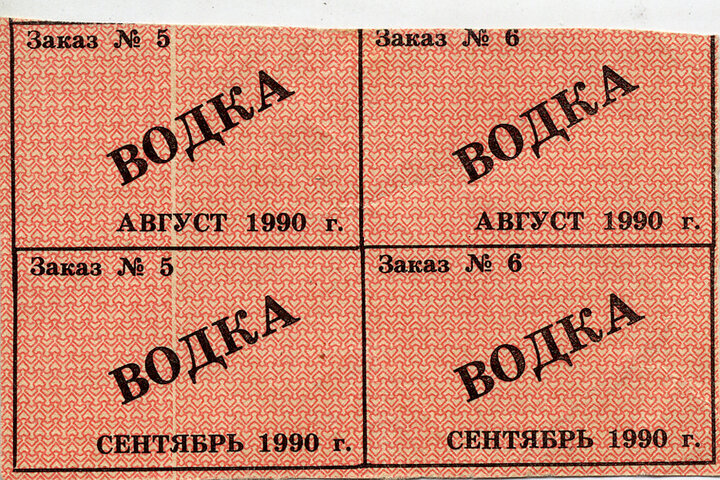 Заказ № 5
ВОДКА
АВГУСТ 1990 г.
Заказ № 6
ВОДКА
АВГУСТ 1990 г.
Заказ № 5
ВОДКА
СЕНТЯБРЬ 1990 г.
Заказ № 6
ВОДКА
СЕНТЯБРЬ 1990 г.